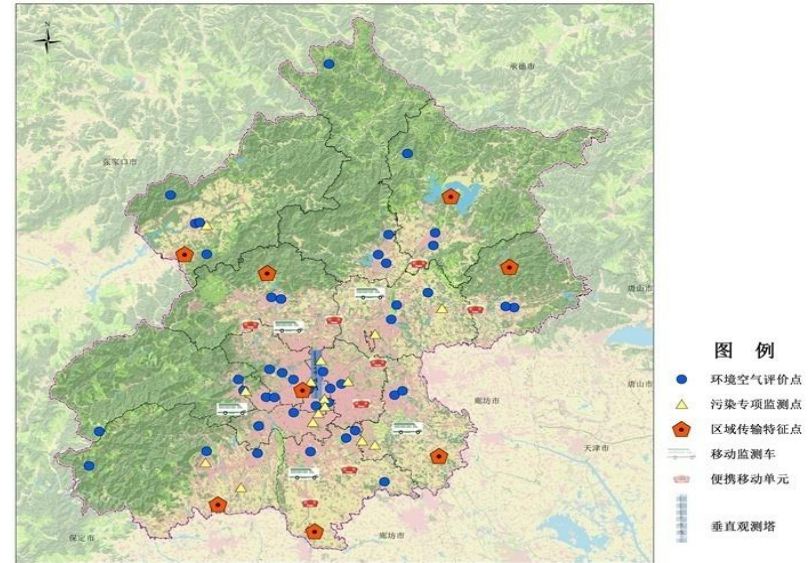 N
承德市
张家口市
唐山市
唐山市
廊坊市
天津市
保定市
廊坊市
图 例
环境空气评价点
污染专项监测点
区域传输特征点
移动监测车
便携移动单元
垂直观测塔